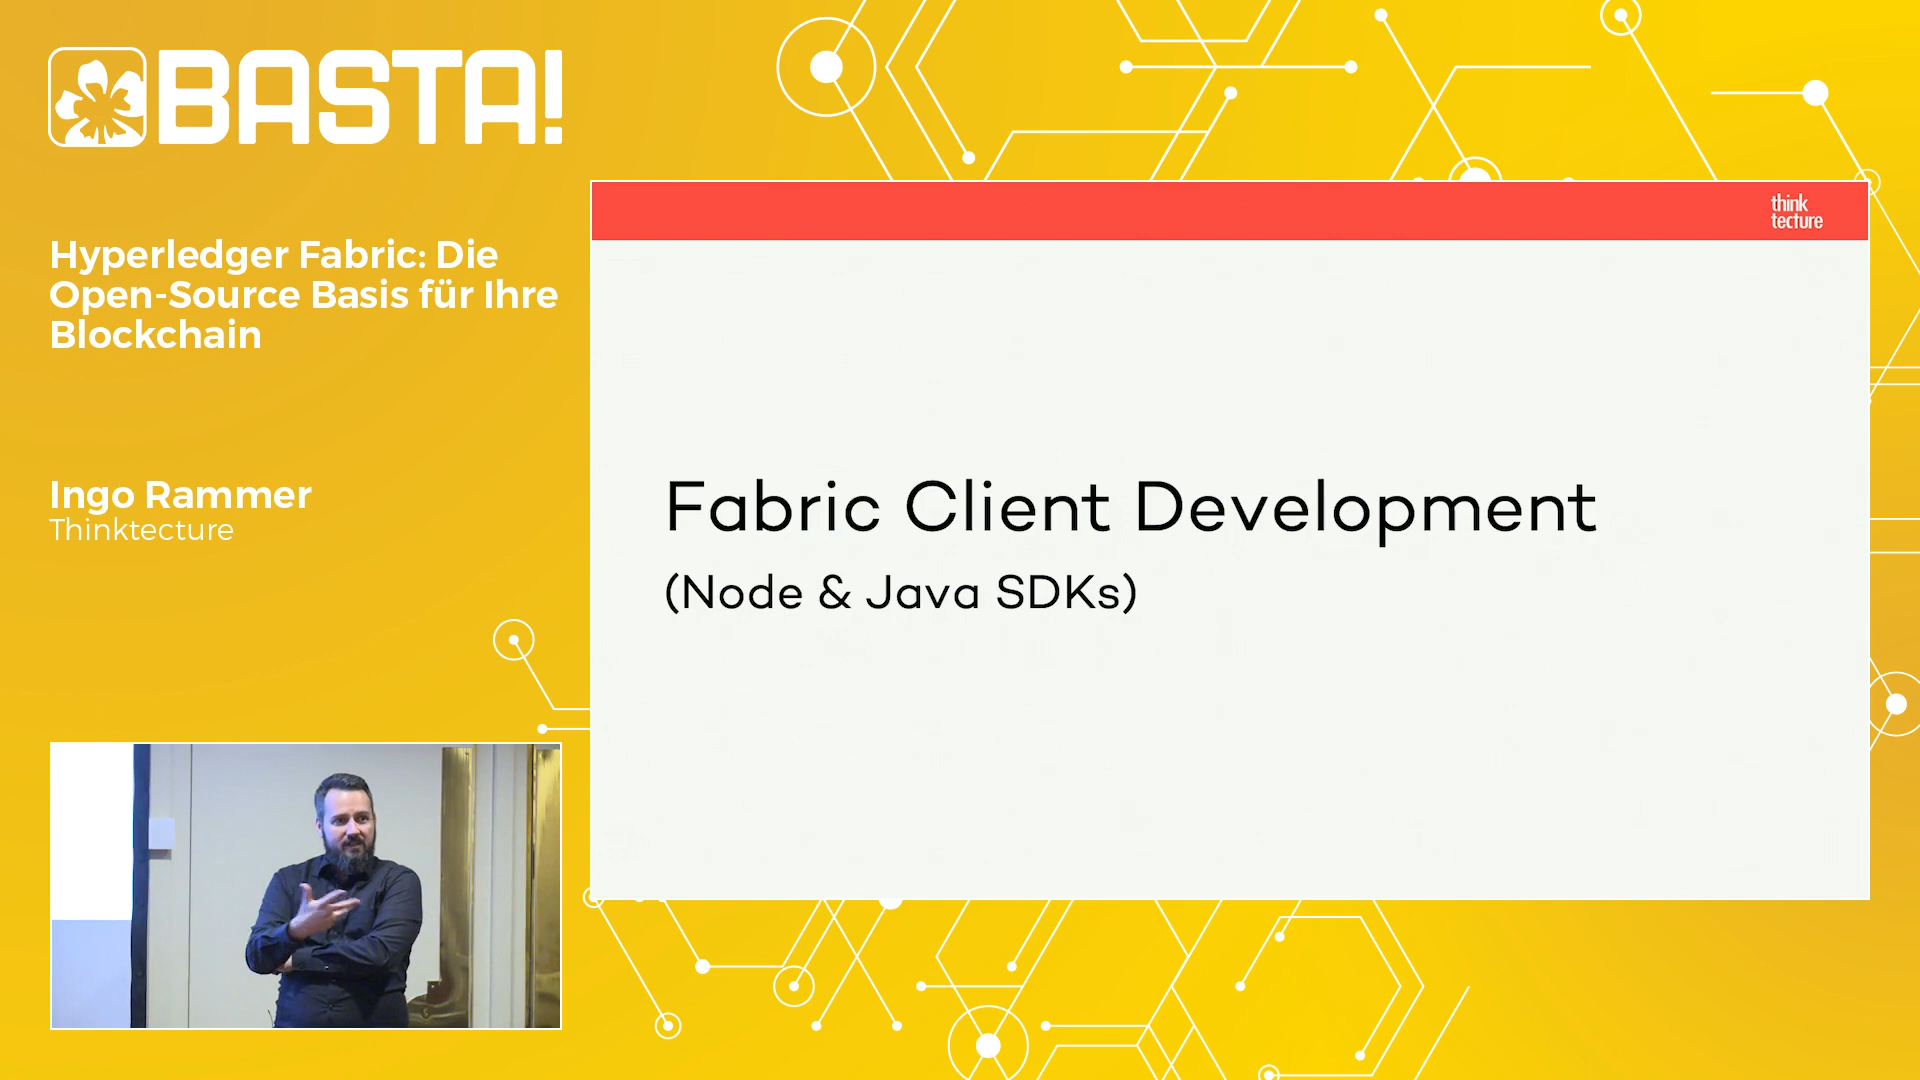 BASTA!
Hyperledger Fabric: Die
Open-Source Basis für Ihre
Blockchain
Ingo Rammer
Thinktecture
think
tecture
Fabric Client Development
(Node & Java SDKs)